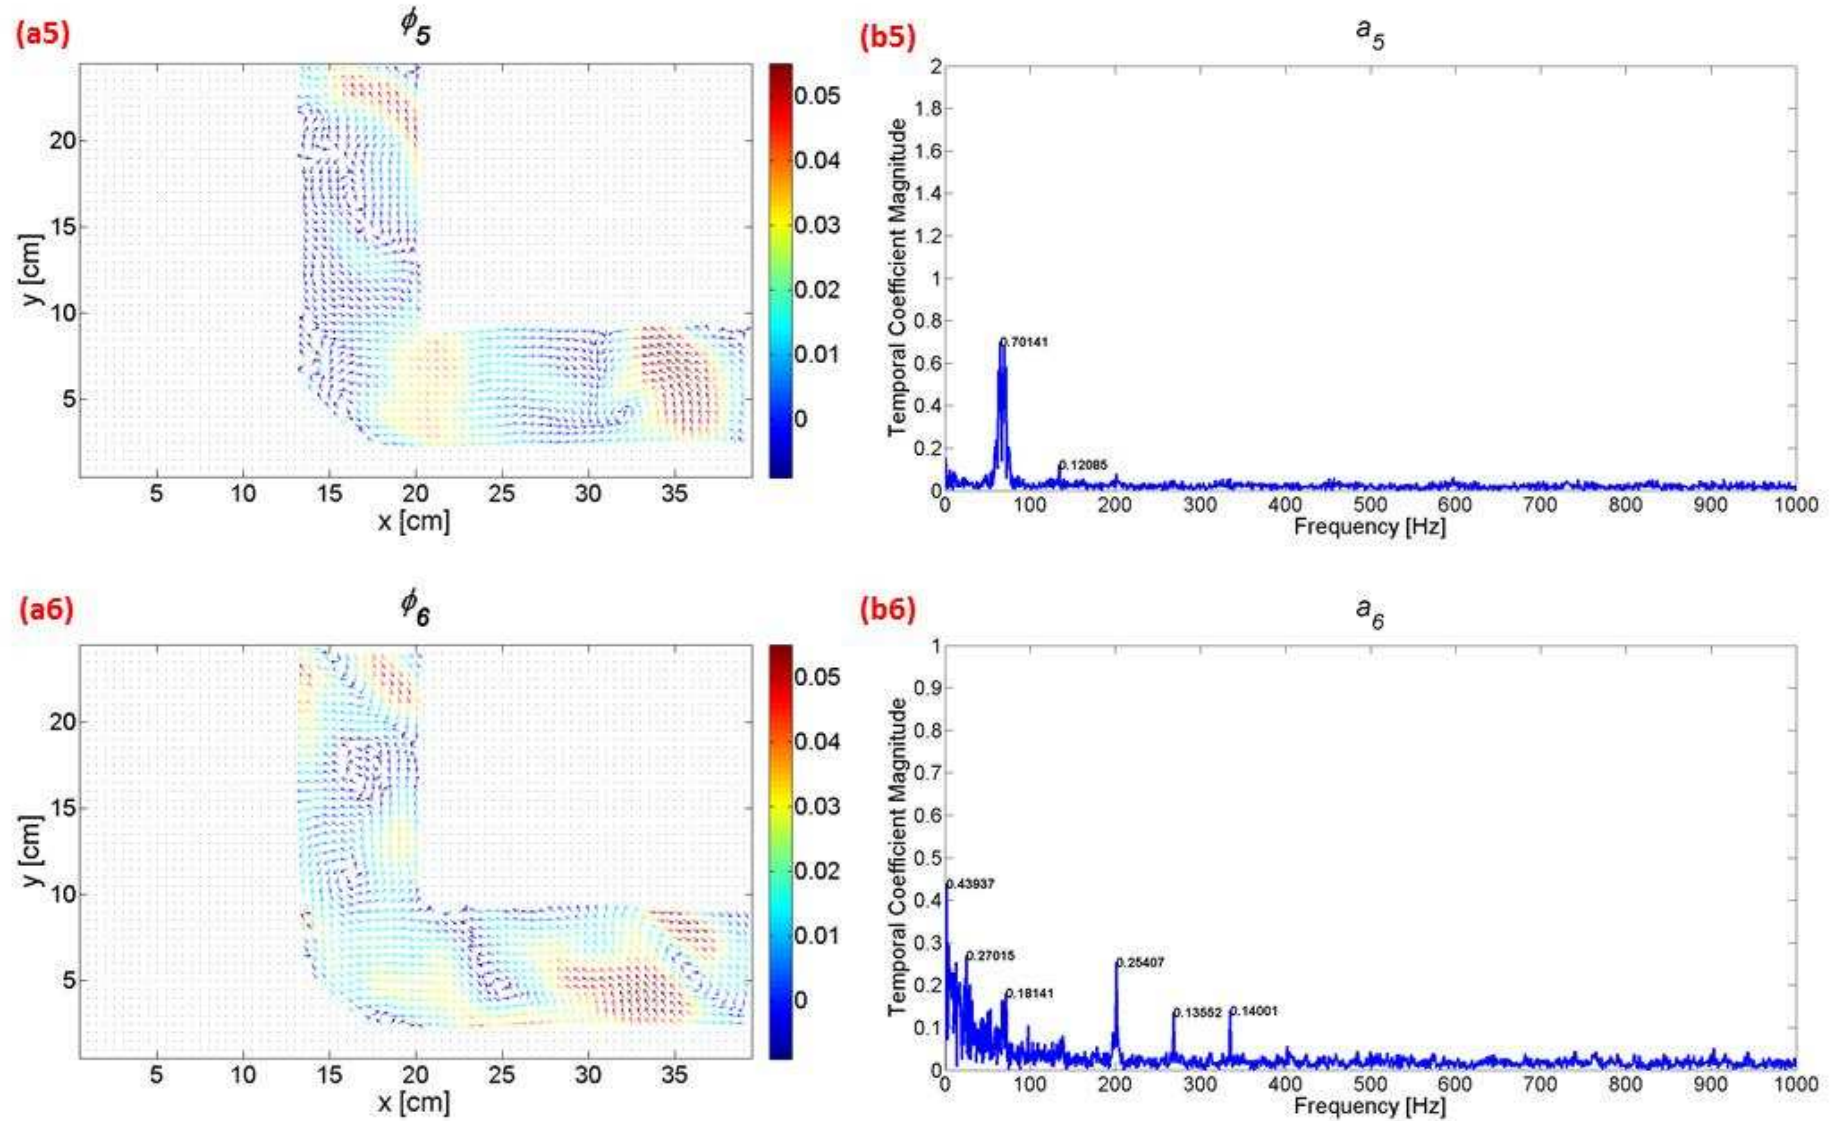 (a5)
ϕ5
20
15
10
5
y [cm]
5 10 15 20 25 30 35
x [cm]
0.05
0.04
0.03
0.02
0.01
0
(b5)
a5
2
1.8
1.6
1.4
1.2
1
0.8
0.6
0.4
0.2
0
Temporal Coefficient Magnitude
0.70141
0.12085
0 100 200 300 400 500 600 700 800 900 1000
Frequency [Hz]
(a6)
ϕ6
20
15
10
5
y [cm]
5 10 15 20 25 30 35
x [cm]
0.05
0.04
0.03
0.02
0.01
0
(b6)
a6
1
0.9
0.8
0.7
0.6
0.5
0.4
0.3
0.2
0.1
0
Temporal Coefficient Magnitude
0.43937
0.27015
0.18141
0.25407
0.13552
0.14001
0 100 200 300 400 500 600 700 800 900 1000
Frequency [Hz]